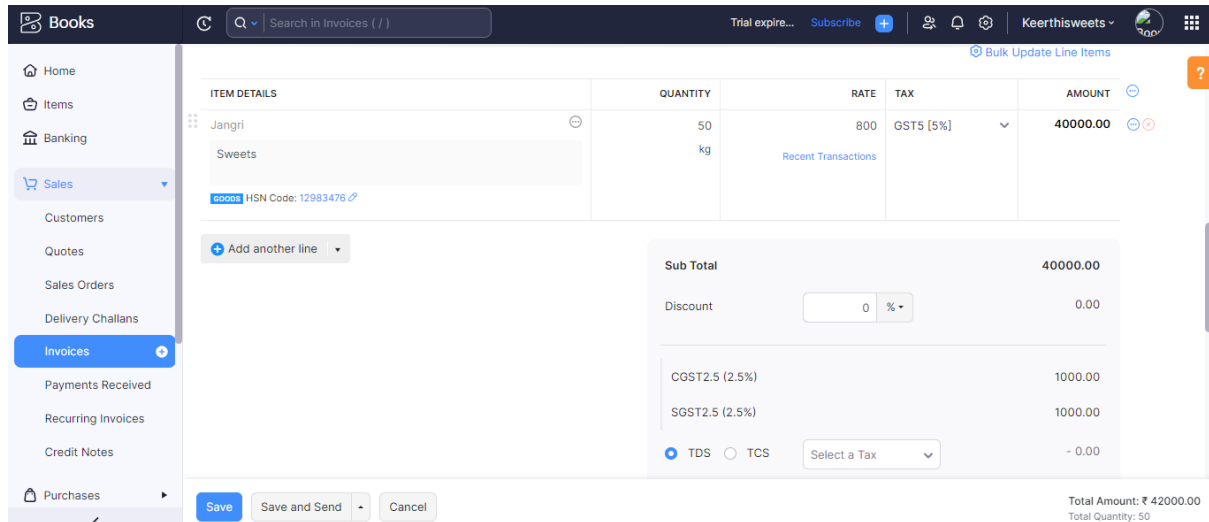 Books
Search in Invoices ( / )
Trial expire... Subscribe
Keerthisweets
Bulk Update Line Items
?
Home
Items
Banking
Sales
Customers
Quotes
Sales Orders
Delivery Challans
Invoices
Payments Received
Recurring Invoices
Credit Notes
Purchases
ITEM DETAILS QUANTITY RATE TAX AMOUNT
Jangri 50 800 GST5 [5%] 40000.00
Sweets kg Recent Transactions
GOODS HSN Code: 12983476
Add another line
Sub Total 40000.00
Discount 0 % 0.00
CGST2.5 (2.5%) 1000.00
SGST2.5 (2.5%) 1000.00
TDS TCS Select a Tax - 0.00
Save Save and Send Cancel
Total Amount: ₹ 42000.00
Total Quantity: 50